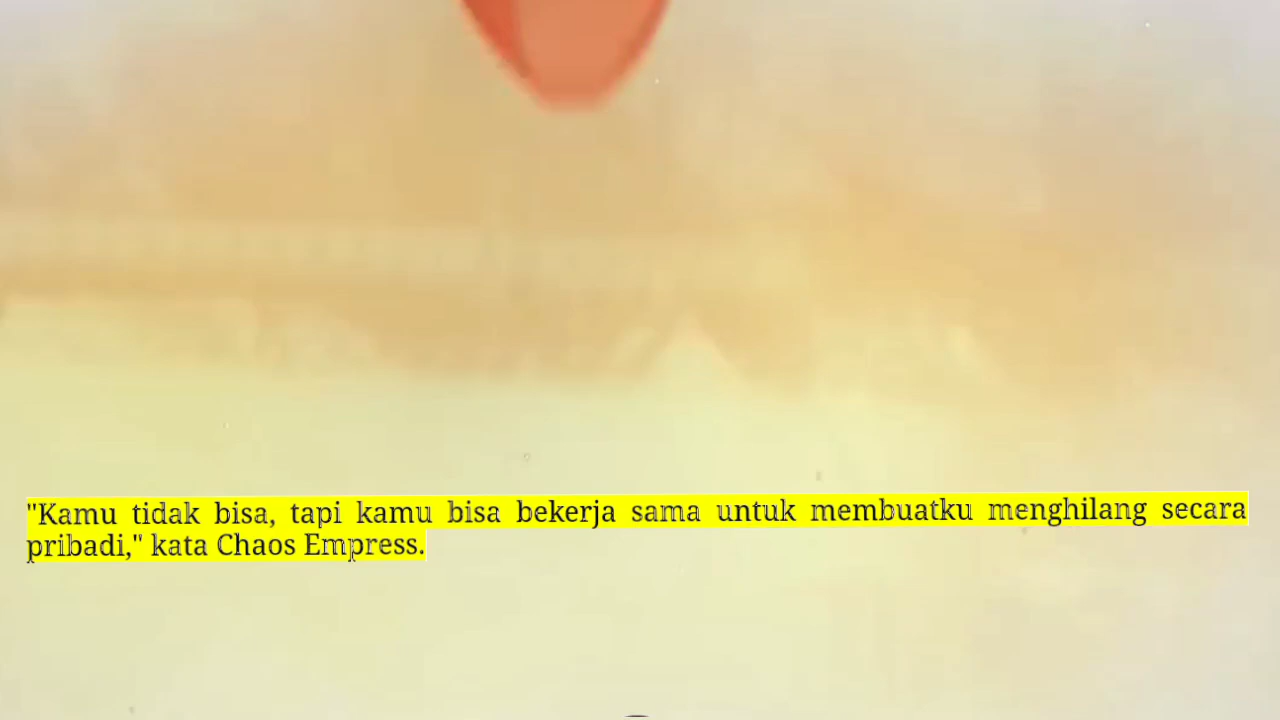 "Kamu tidak bisa, tapi kamu bisa bekerja sama untuk membuatku menghilang secara
pribadi," kata Chaos Empress.